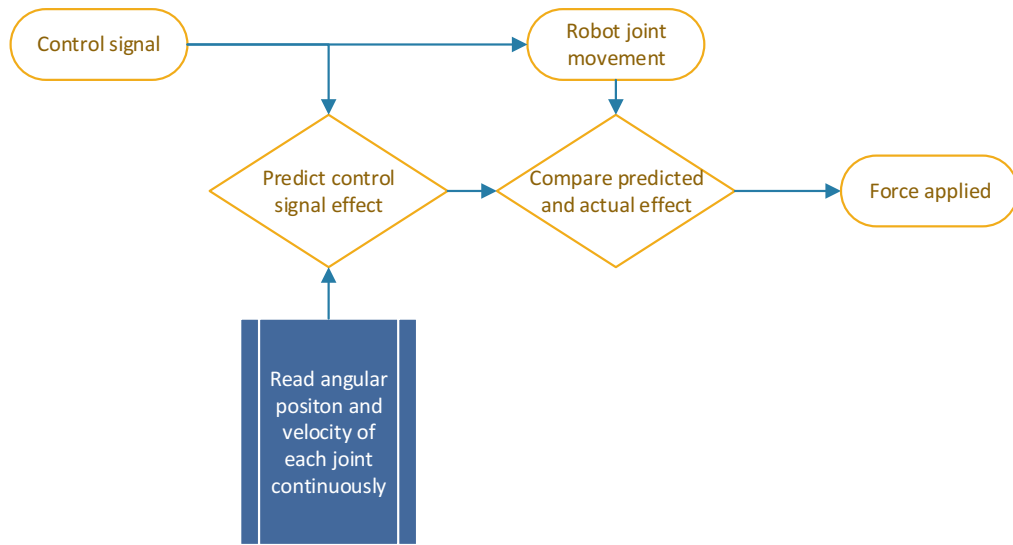 Control signal
Robot joint
movement
Predict control
signal effect
Compare predicted
and actual effect
Force applied
Read angular
positon and
velocity of
each joint
continuously